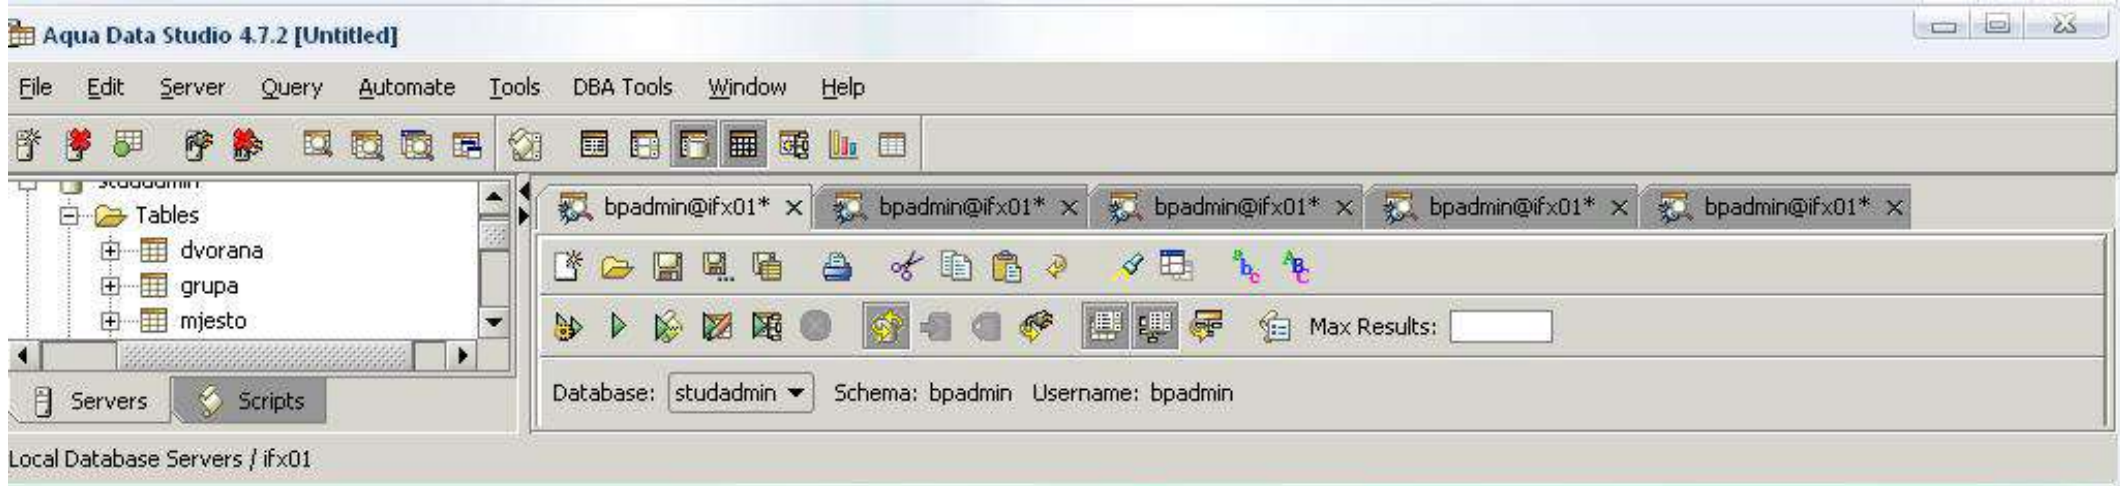 Aqua Data Studio 4.7.2 [Untitled]
File Edit Server Query Automate Tools DBA Tools Window Help
studadmin
Tables
dvorana
grupa
mjesto
Servers Scripts
bpadmin@ifx01* bpadmin@ifx01* bpadmin@ifx01* bpadmin@ifx01* bpadmin@ifx01*
Max Results:
Database: studadmin Schema: bpadmin Username: bpadmin
Local Database Servers / ifx01